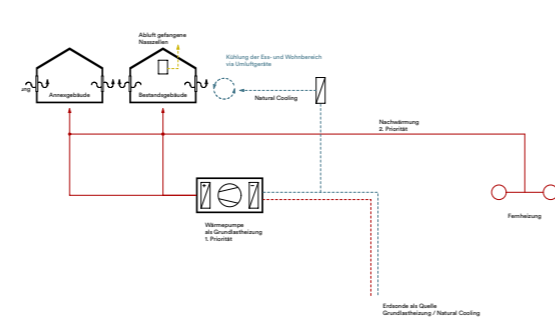 Abluft gefangene
Nasszellen
Kühlung der Ess- und Wohnbereich
via Umluftgeräte
ung
Annexgebäude
Bestandsgebäude
Natural Cooling
Nachwärmung
2. Priorität
Fernheizung
Wärmepumpe
als Grundlastheizung
1. Priorität
Erdsonde als Quelle
Grundlastheizung / Natural Cooling